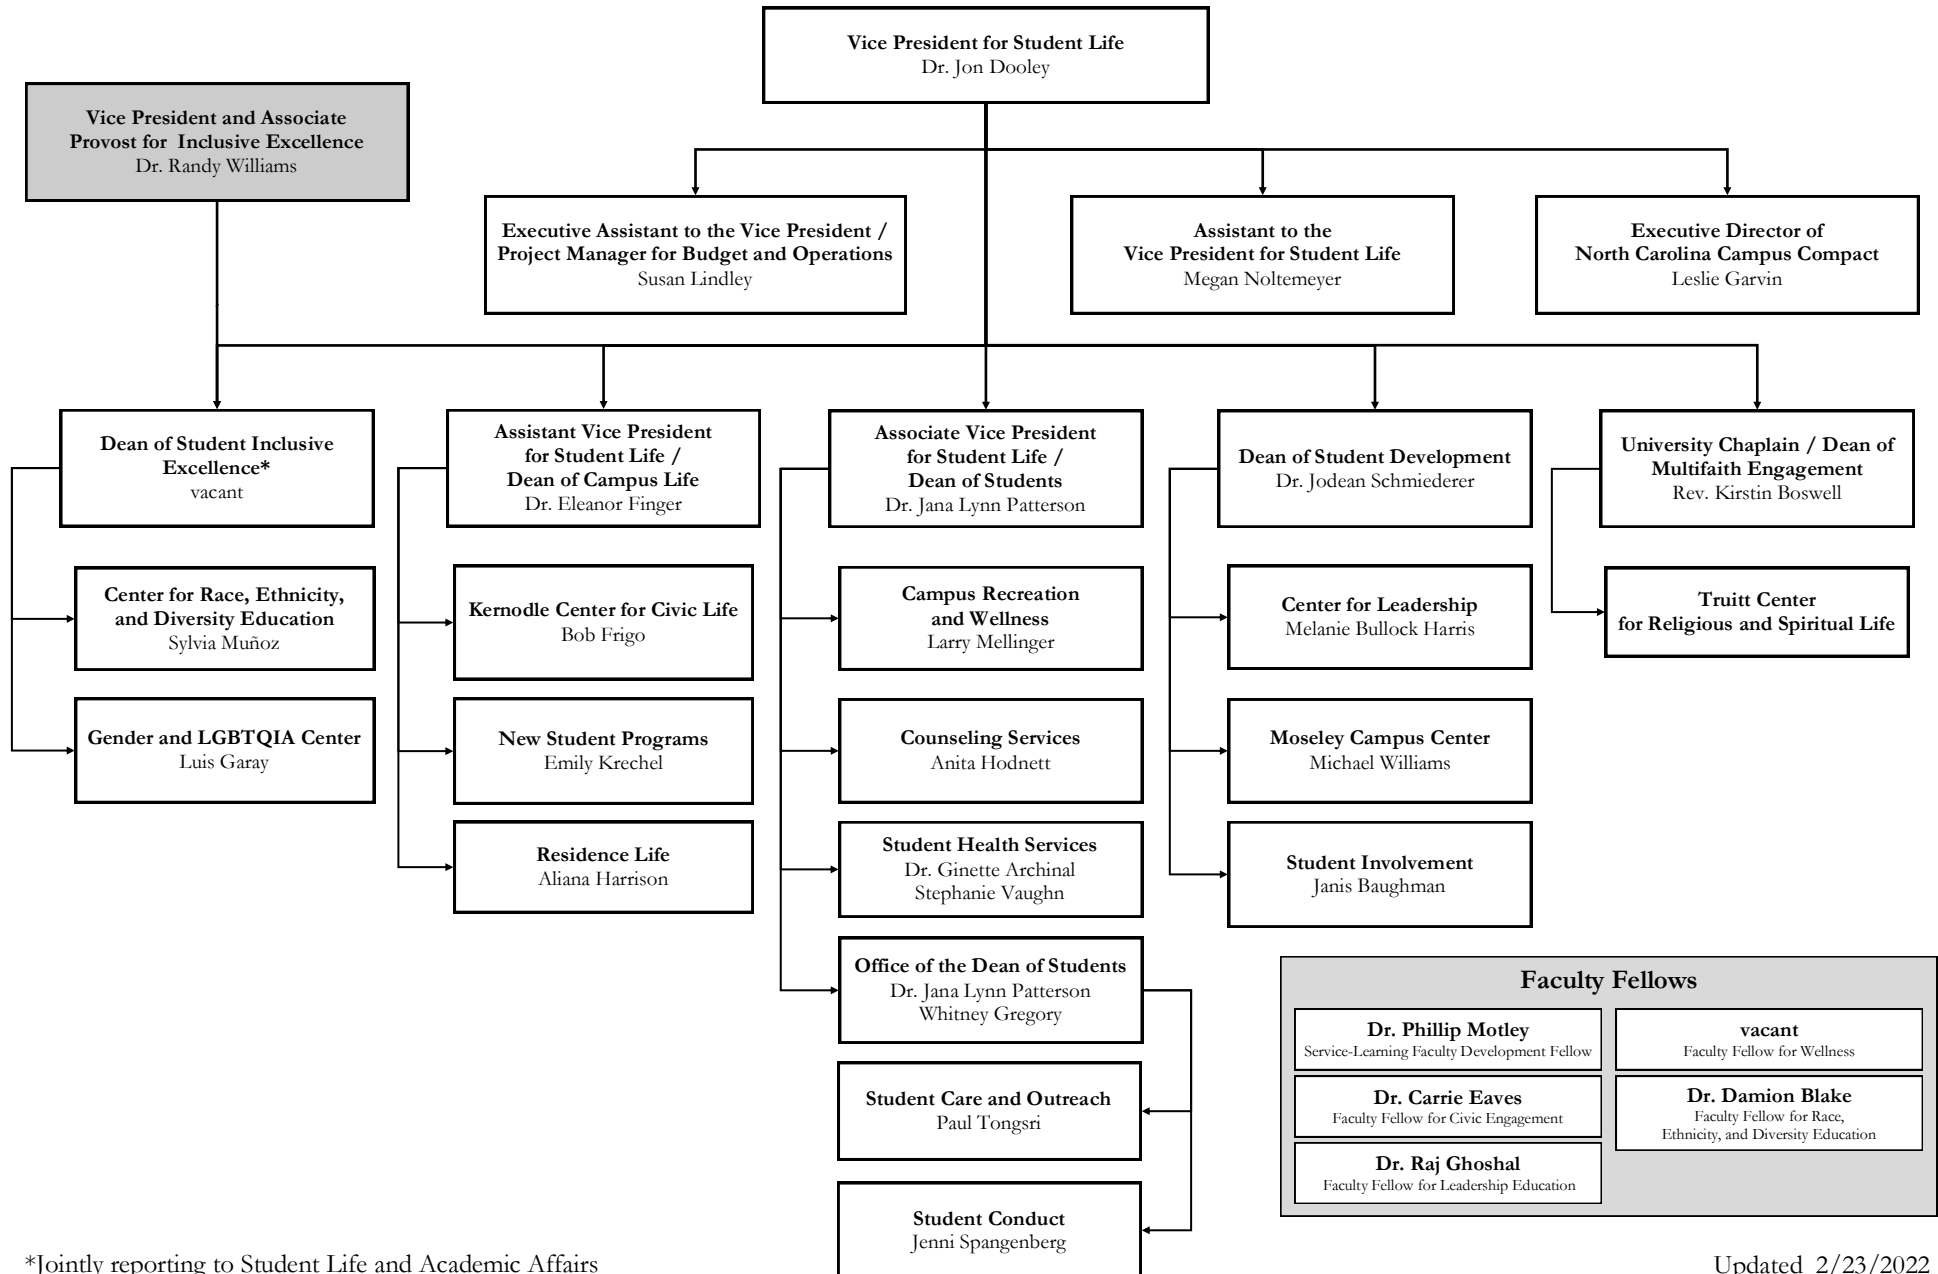 Vice President for Student Life
Dr. Jon Dooley
Vice President and Associate
Provost for Inclusive Excellence
Dr. Randy Williams
Executive Assistant to the Vice President /
Project Manager for Budget and Operations
Susan Lindley
Assistant to the
Vice President for Student Life
Megan Noltemeyer
Executive Director of
North Carolina Campus Compact
Leslie Garvin
Dean of Student Inclusive
Excellence*
vacant
Center for Race, Ethnicity,
and Diversity Education
Sylvia Muñoz
Gender and LGBTQIA Center
Luis Garay
Assistant Vice President
for Student Life /
Dean of Campus Life
Dr. Eleanor Finger
Kernodle Center for Civic Life
Bob Frigo
New Student Programs
Emily Krechel
Residence Life
Aliana Harrison
Associate Vice President
for Student Life /
Dean of Students
Dr. Jana Lynn Patterson
Campus Recreation
and Wellness
Larry Mellinger
Counseling Services
Anita Hodnett
Student Health Services
Dr. Ginette Archinal
Stephanie Vaughn
Office of the Dean of Students
Dr. Jana Lynn Patterson
Whitney Gregory
Student Care and Outreach
Paul Tongsri
Student Conduct
Jenni Spangenberg
Dean of Student Development
Dr. Jodean Schmiederer
Center for Leadership
Melanie Bullock Harris
Moseley Campus Center
Michael Williams
Student Involvement
Janis Baughman
University Chaplain / Dean of
Multifaith Engagement
Rev. Kirstin Boswell
Truitt Center
for Religious and Spiritual Life
Faculty Fellows
Dr. Phillip Motley
Service-Learning Faculty Development Fellow
vacant
Faculty Fellow for Wellness
Dr. Carrie Eaves
Faculty Fellow for Civic Engagement
Dr. Damion Blake
Faculty Fellow for Race,
Ethnicity, and Diversity Education
Dr. Raj Ghoshal
Faculty Fellow for Leadership Education
*Jointly reporting to Student Life and Academic Affairs
Updated 2/23/2022